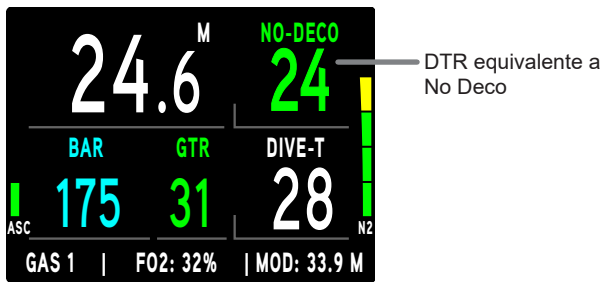 M
NO-DECO
24.6
24
DTR equivalente a
No Deco
BAR
GTR
DIVE-T
175
31
28
ASC
N2
GAS 1 | FO2: 32% | MOD: 33.9 M